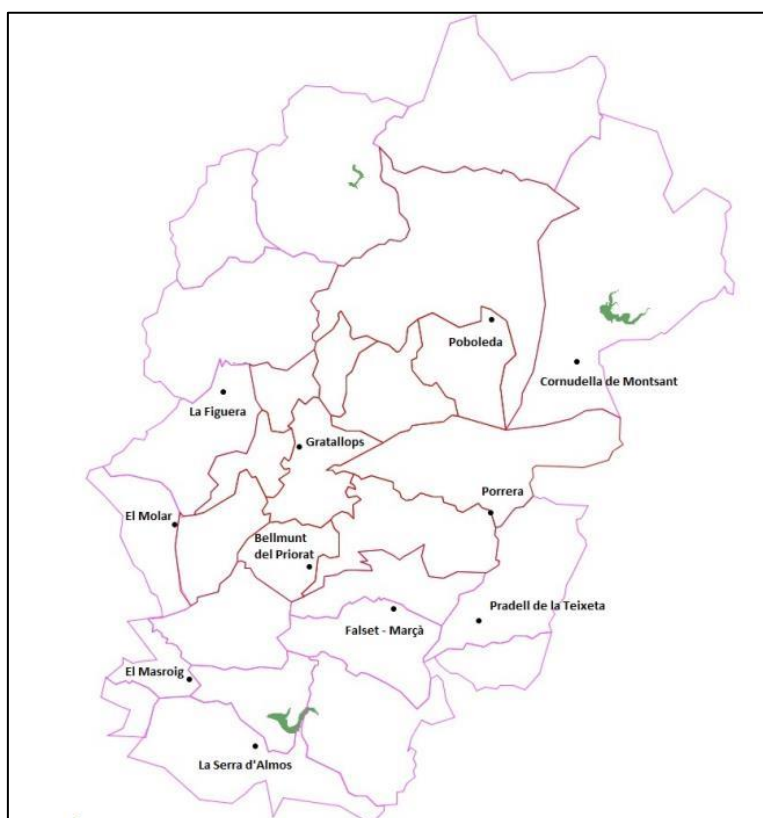 Poboleda
Cornudella de Montsant
La Figuera
Gratallops
Porrera
El Molar
Bellmunt
del Priorat
Pradell de la Teixeta
Falset - Marçà
El Masroig
La Serra d'Almos